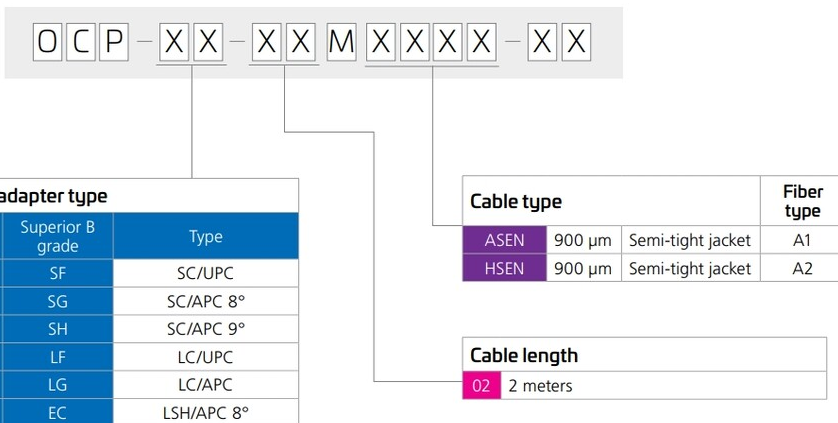 OCP-XX-XXMXXXX-XX
adapter type
Superior B grade Type
SF SC/UPC
SG SC/APC 8°
SH SC/APC 9°
LF LC/UPC
LG LC/APC
EC LSH/APC 8°
Cable type Fiber type
ASEN 900 µm Semi-tight jacket A1
HSEN 900 µm Semi-tight jacket A2
Cable length
02 2 meters